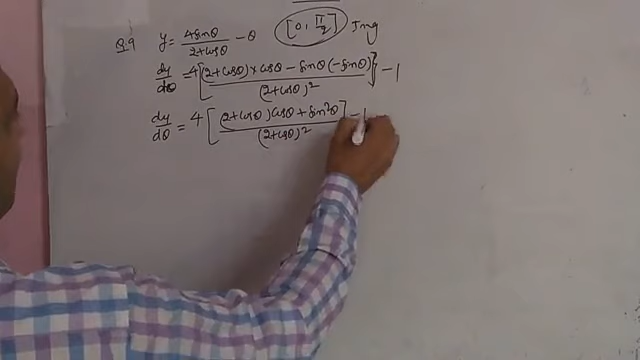 Q.9 y = 4sinθ/(2+cosθ) − θ [0, π/2] Ing
dy/dθ = 4[((2+cosθ)×cosθ − sinθ(−sinθ))/(2+cosθ)²] − 1
dy/dθ = 4[((2+cosθ)cosθ + sin²θ)/(2+cosθ)²] − 1